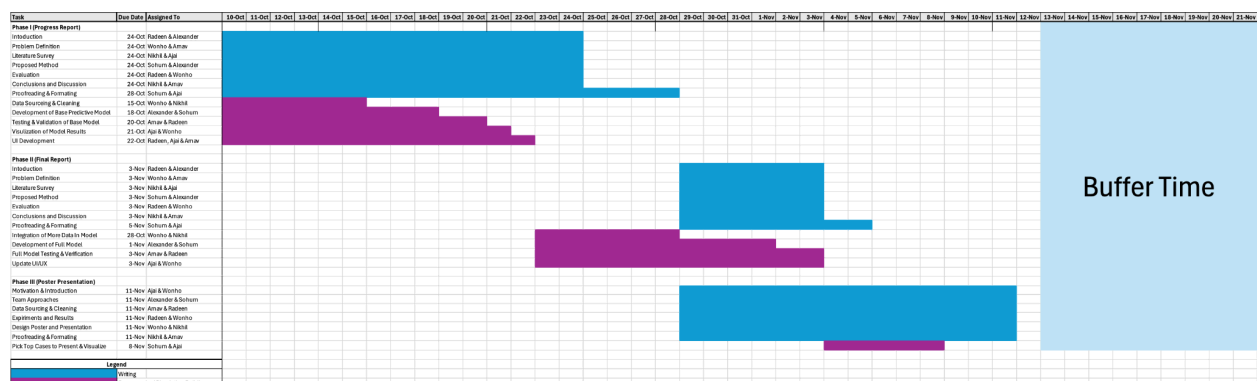 Task Due Date Assigned To 10-Oct 11-Oct 12-Oct 13-Oct 14-Oct 15-Oct 16-Oct 17-Oct 18-Oct 19-Oct 20-Oct 21-Oct 22-Oct 23-Oct 24-Oct 25-Oct 26-Oct 27-Oct 28-Oct 29-Oct 30-Oct 31-Oct 1-Nov 2-Nov 3-Nov 4-Nov 5-Nov 6-Nov 7-Nov 8-Nov 9-Nov 10-Nov 11-Nov 12-Nov 13-Nov 14-Nov 15-Nov 16-Nov 17-Nov 18-Nov 19-Nov 20-Nov 21-Nov
Phase I (Progress Report)
Intoduction 24-Oct Radeen & Alexander
Problem Definition 24-Oct Wonho & Arnav
Literature Survey 24-Oct Nikhil & Ajai
Proposed Method 24-Oct Sohum & Alexander
Evaluation 24-Oct Radeen & Wonho
Conclusions and Discussion 24-Oct Nikhil & Arnav
Proofreading & Formating 28-Oct Sohum & Ajai
Data Sourceing & Cleaning 15-Oct Wonho & Nikhil
Development of Base Predictive Model 18-Oct Alexander & Sohum
Testing & Validation of Base Model 20-Oct Arnav & Radeen
Visulization of Model Results 21-Oct Ajai & Wonho
UI Development 22-Oct Radeen, Ajai & Arnav
Phase II (Final Report)
Intoduction 3-Nov Radeen & Alexander
Problem Definition 3-Nov Wonho & Arnav
Literature Survey 3-Nov Nikhil & Ajai
Proposed Method 3-Nov Sohum & Alexander
Evaluation 3-Nov Radeen & Wonho
Conclusions and Discussion 3-Nov Nikhil & Arnav
Proofreading & Formating 5-Nov Sohum & Ajai
Integration of More Data In Model 28-Oct Wonho & Nikhil
Development of Full Model 1-Nov Alexander & Sohum
Full Model Testing & Verification 3-Nov Arnav & Radeen
Update UI/UX 3-Nov Ajai & Wonho
Buffer Time
Phase III (Poster Presentation)
Motivation & Introduction 11-Nov Ajai & Wonho
Team Approaches 11-Nov Alexander & Sohum
Data Sourcing & Cleaning 11-Nov Arnav & Radeen
Expiriments and Results 11-Nov Radeen & Wonho
Design Poster and Presentation 11-Nov Wonho & Nikhil
Proofreading & Formating 11-Nov Nikhil & Arnav
Pick Top Cases to Present & Visualize 8-Nov Sohum & Ajai
Legend
Writing